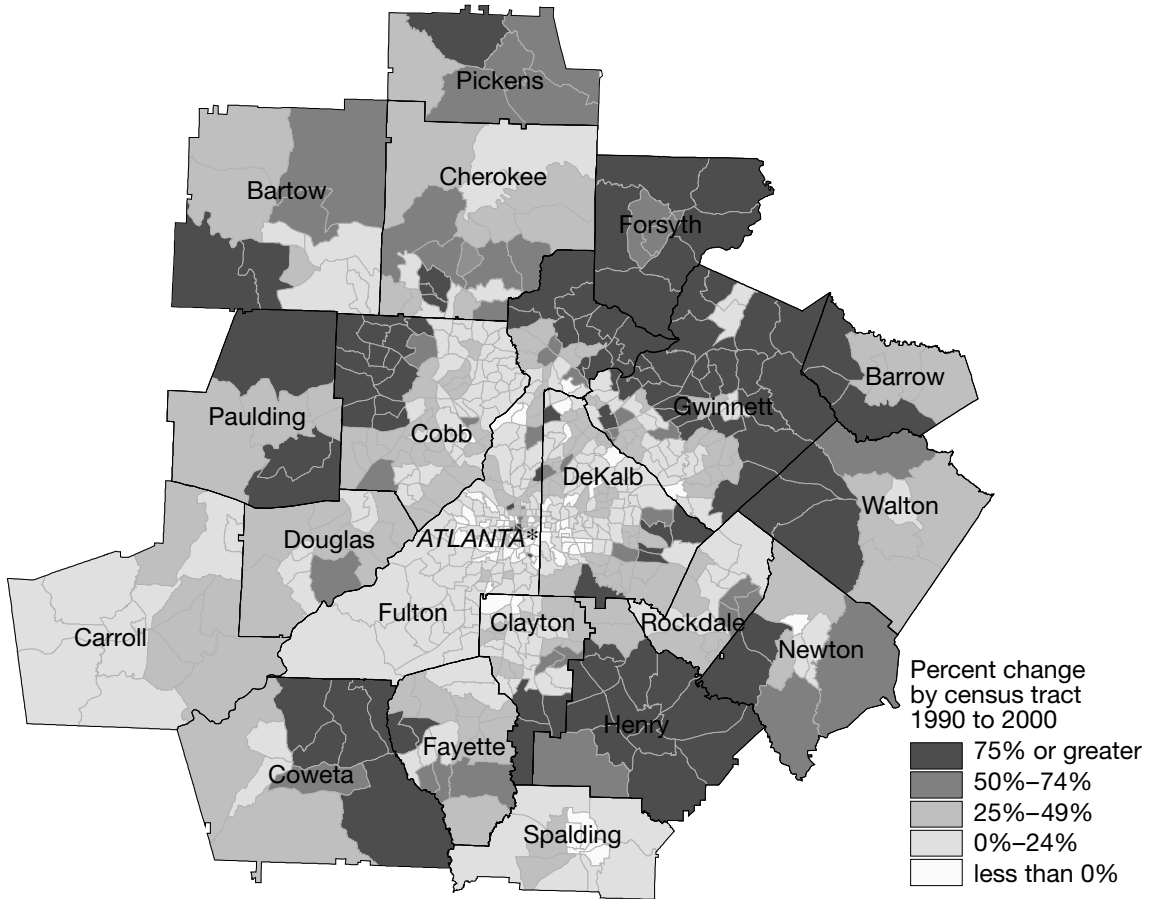 Pickens
Cherokee
Bartow
Forsyth
Barrow
Gwinnett
Paulding
Cobb
DeKalb
Walton
Douglas
ATLANTA*
Fulton
Clayton
Rockdale
Carroll
Newton
Henry
Fayette
Coweta
Spalding
Percent change
by census tract
1990 to 2000
75% or greater
50%–74%
25%–49%
0%–24%
less than 0%